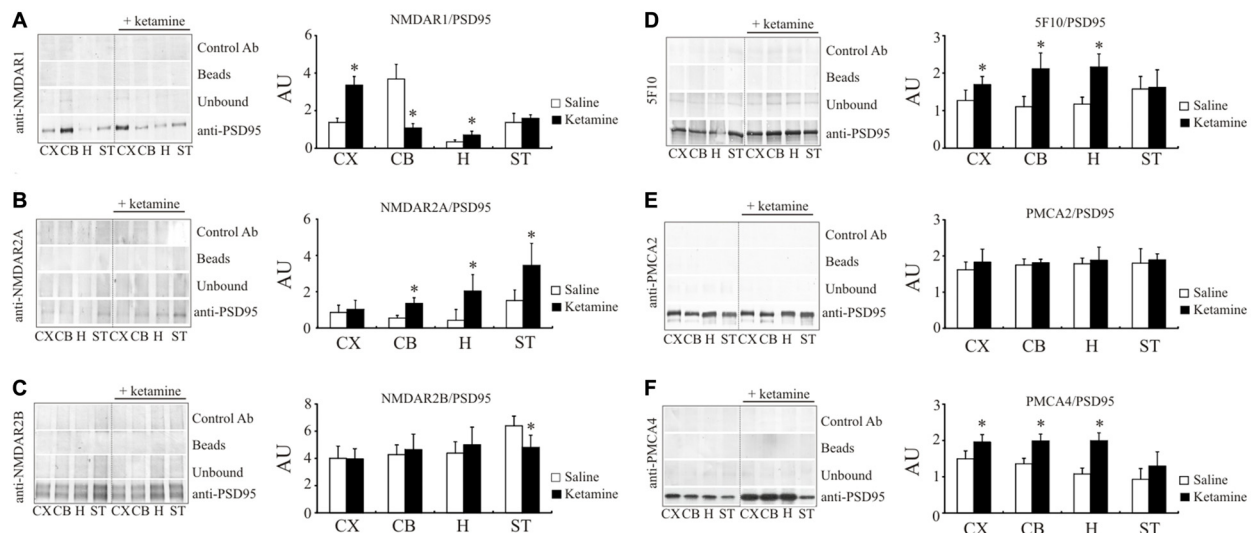 A
+ ketamine
anti-NMDAR1
Control Ab
Beads
Unbound
anti-PSD95
CX CB H ST CX CB H ST
NMDAR1/PSD95
AU
6
4
2
0
CX CB H ST
Saline
Ketamine
* * *
B
+ ketamine
anti-NMDAR2A
Control Ab
Beads
Unbound
anti-PSD95
CX CB H ST CX CB H ST
NMDAR2A/PSD95
AU
6
4
2
0
CX CB H ST
Saline
Ketamine
* * *
C
+ ketamine
anti-NMDAR2B
Control Ab
Beads
Unbound
anti-PSD95
CX CB H ST CX CB H ST
NMDAR2B/PSD95
AU
8
6
4
2
0
CX CB H ST
Saline
Ketamine
*
D
+ ketamine
5F10
Control Ab
Beads
Unbound
anti-PSD95
CX CB H ST CX CB H ST
5F10/PSD95
AU
3
2
1
0
CX CB H ST
Saline
Ketamine
* * *
E
+ ketamine
anti-PMCA2
Control Ab
Beads
Unbound
anti-PSD95
CX CB H ST CX CB H ST
PMCA2/PSD95
AU
3
2
1
0
CX CB H ST
Saline
Ketamine
F
+ ketamine
anti-PMCA4
Control Ab
Beads
Unbound
anti-PSD95
CX CB H ST CX CB H ST
PMCA4/PSD95
AU
3
2
1
0
CX CB H ST
Saline
Ketamine
* * *